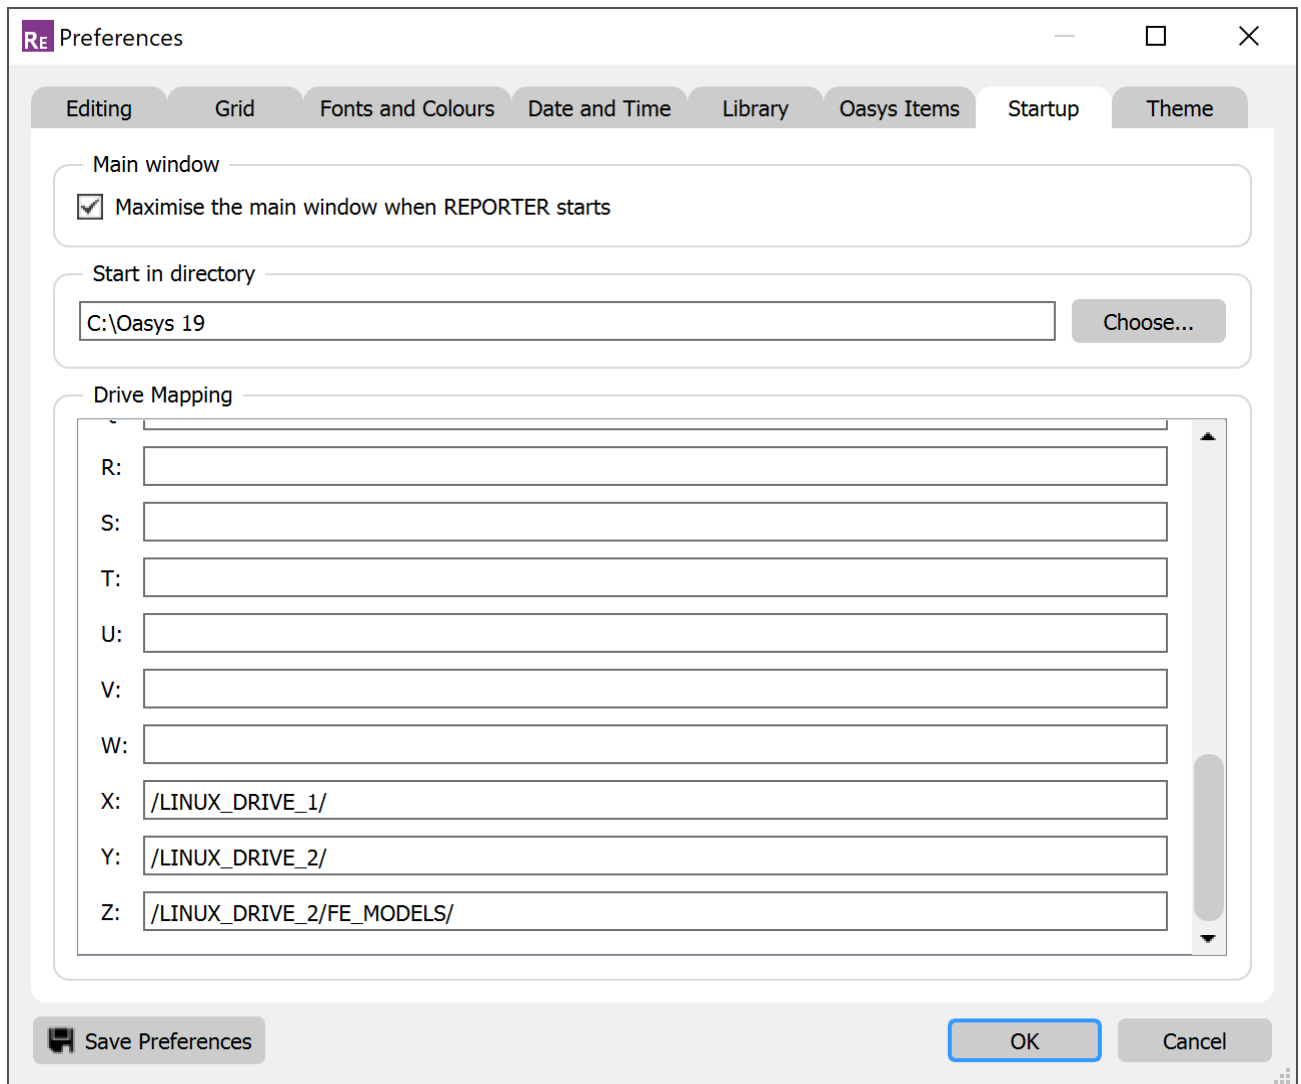 RE Preferences
Editing Grid Fonts and Colours Date and Time Library Oasys Items Startup Theme
Main window
Maximise the main window when REPORTER starts
Start in directory
C:\Oasys 19 Choose...
Drive Mapping
R:
S:
T:
U:
V:
W:
X: /LINUX_DRIVE_1/
Y: /LINUX_DRIVE_2/
Z: /LINUX_DRIVE_2/FE_MODELS/
Save Preferences OK Cancel